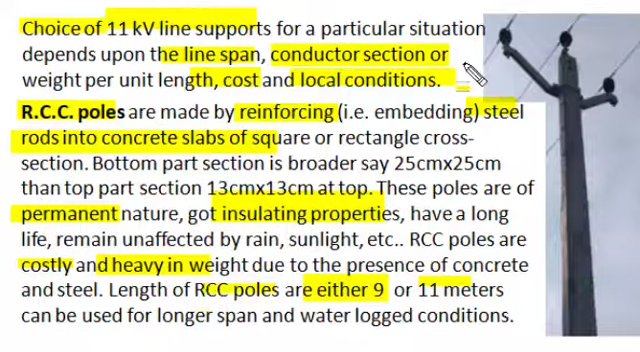 Choice of 11 kV line supports for a particular situation
depends upon the line span, conductor section or
weight per unit length, cost and local conditions.
R.C.C. poles are made by reinforcing (i.e. embedding) steel
rods into concrete slabs of square or rectangle cross-
section. Bottom part section is broader say 25cmx25cm
than top part section 13cmx13cm at top. These poles are of
permanent nature, got insulating properties, have a long
life, remain unaffected by rain, sunlight, etc.. RCC poles are
costly and heavy in weight due to the presence of concrete
and steel. Length of RCC poles are either 9 or 11 meters
can be used for longer span and water logged conditions.